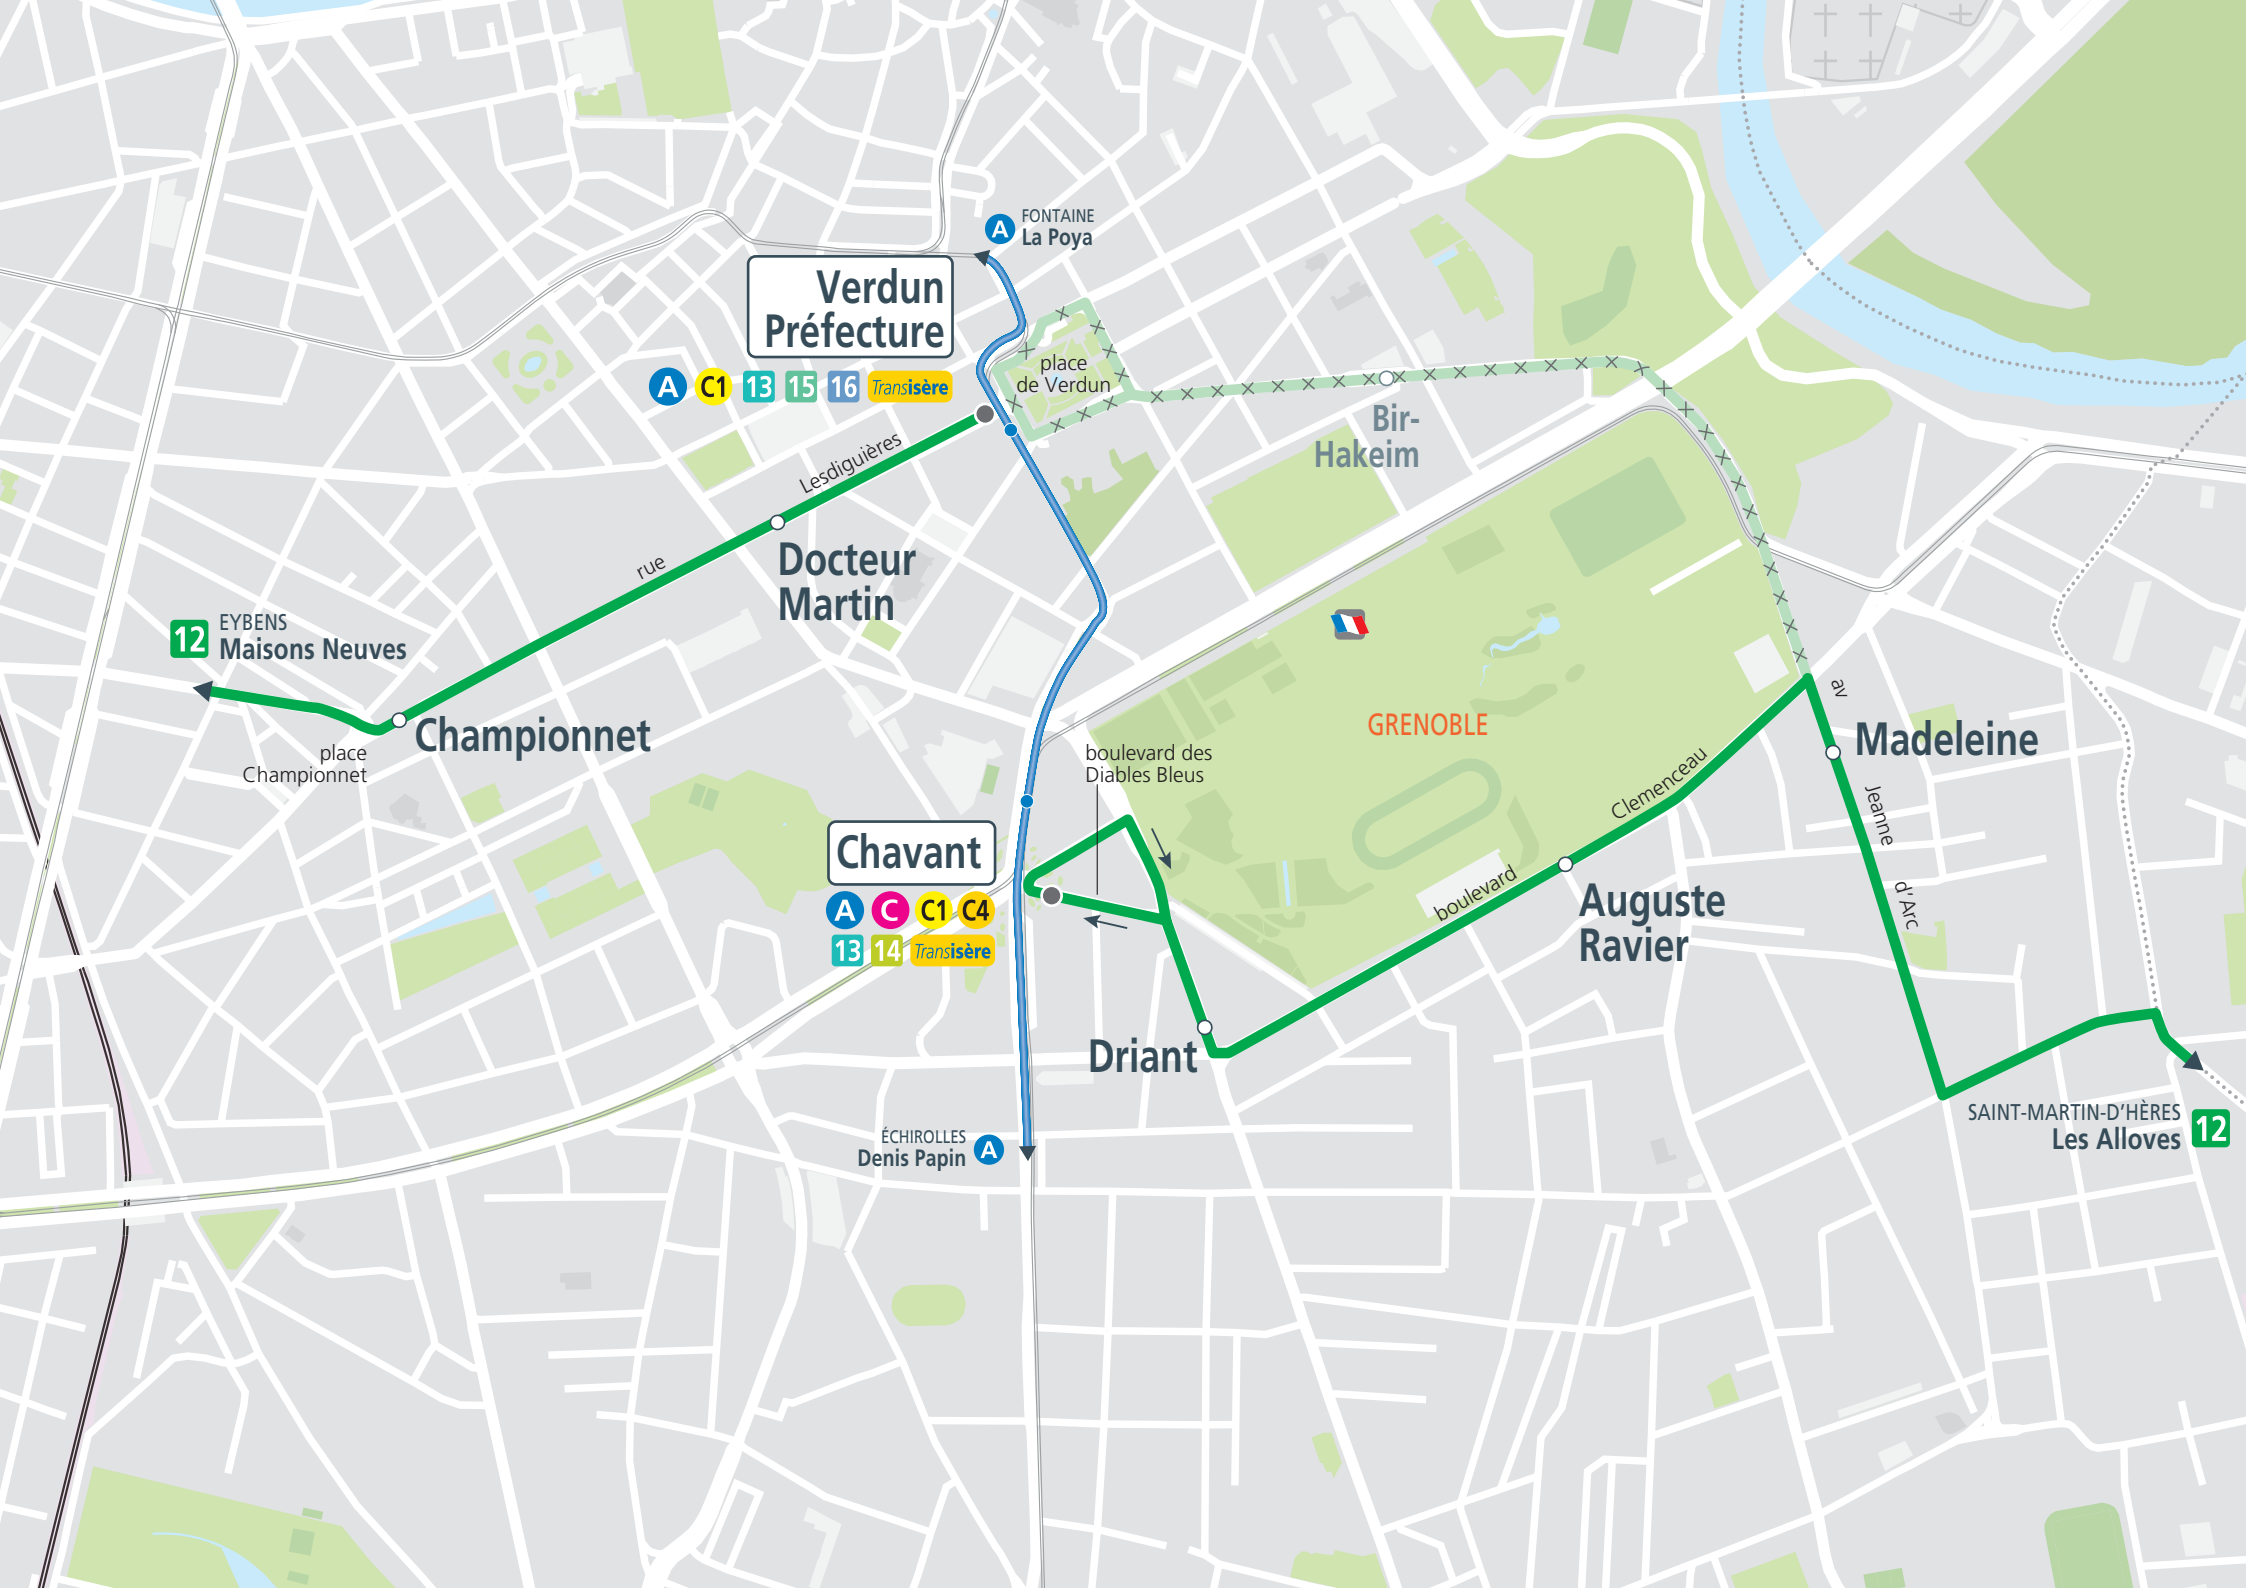 A FONTAINE
La Poya
Verdun
Préfecture
A C1 13 15 16 Transisère
place
de Verdun
Bir-
Hakeim
rue Lesdiguières
Docteur
Martin
12 EYBENS
Maisons Neuves
Championnet
place
Championnet
GRENOBLE
boulevard des
Diables Bleus
Chavant
A C C1 C4
13 14 Transisère
Madeleine
av Jeanne d'Arc
boulevard Clemenceau
Auguste
Ravier
Driant
ÉCHIROLLES
Denis Papin A
SAINT-MARTIN-D'HÈRES
Les Alloves 12